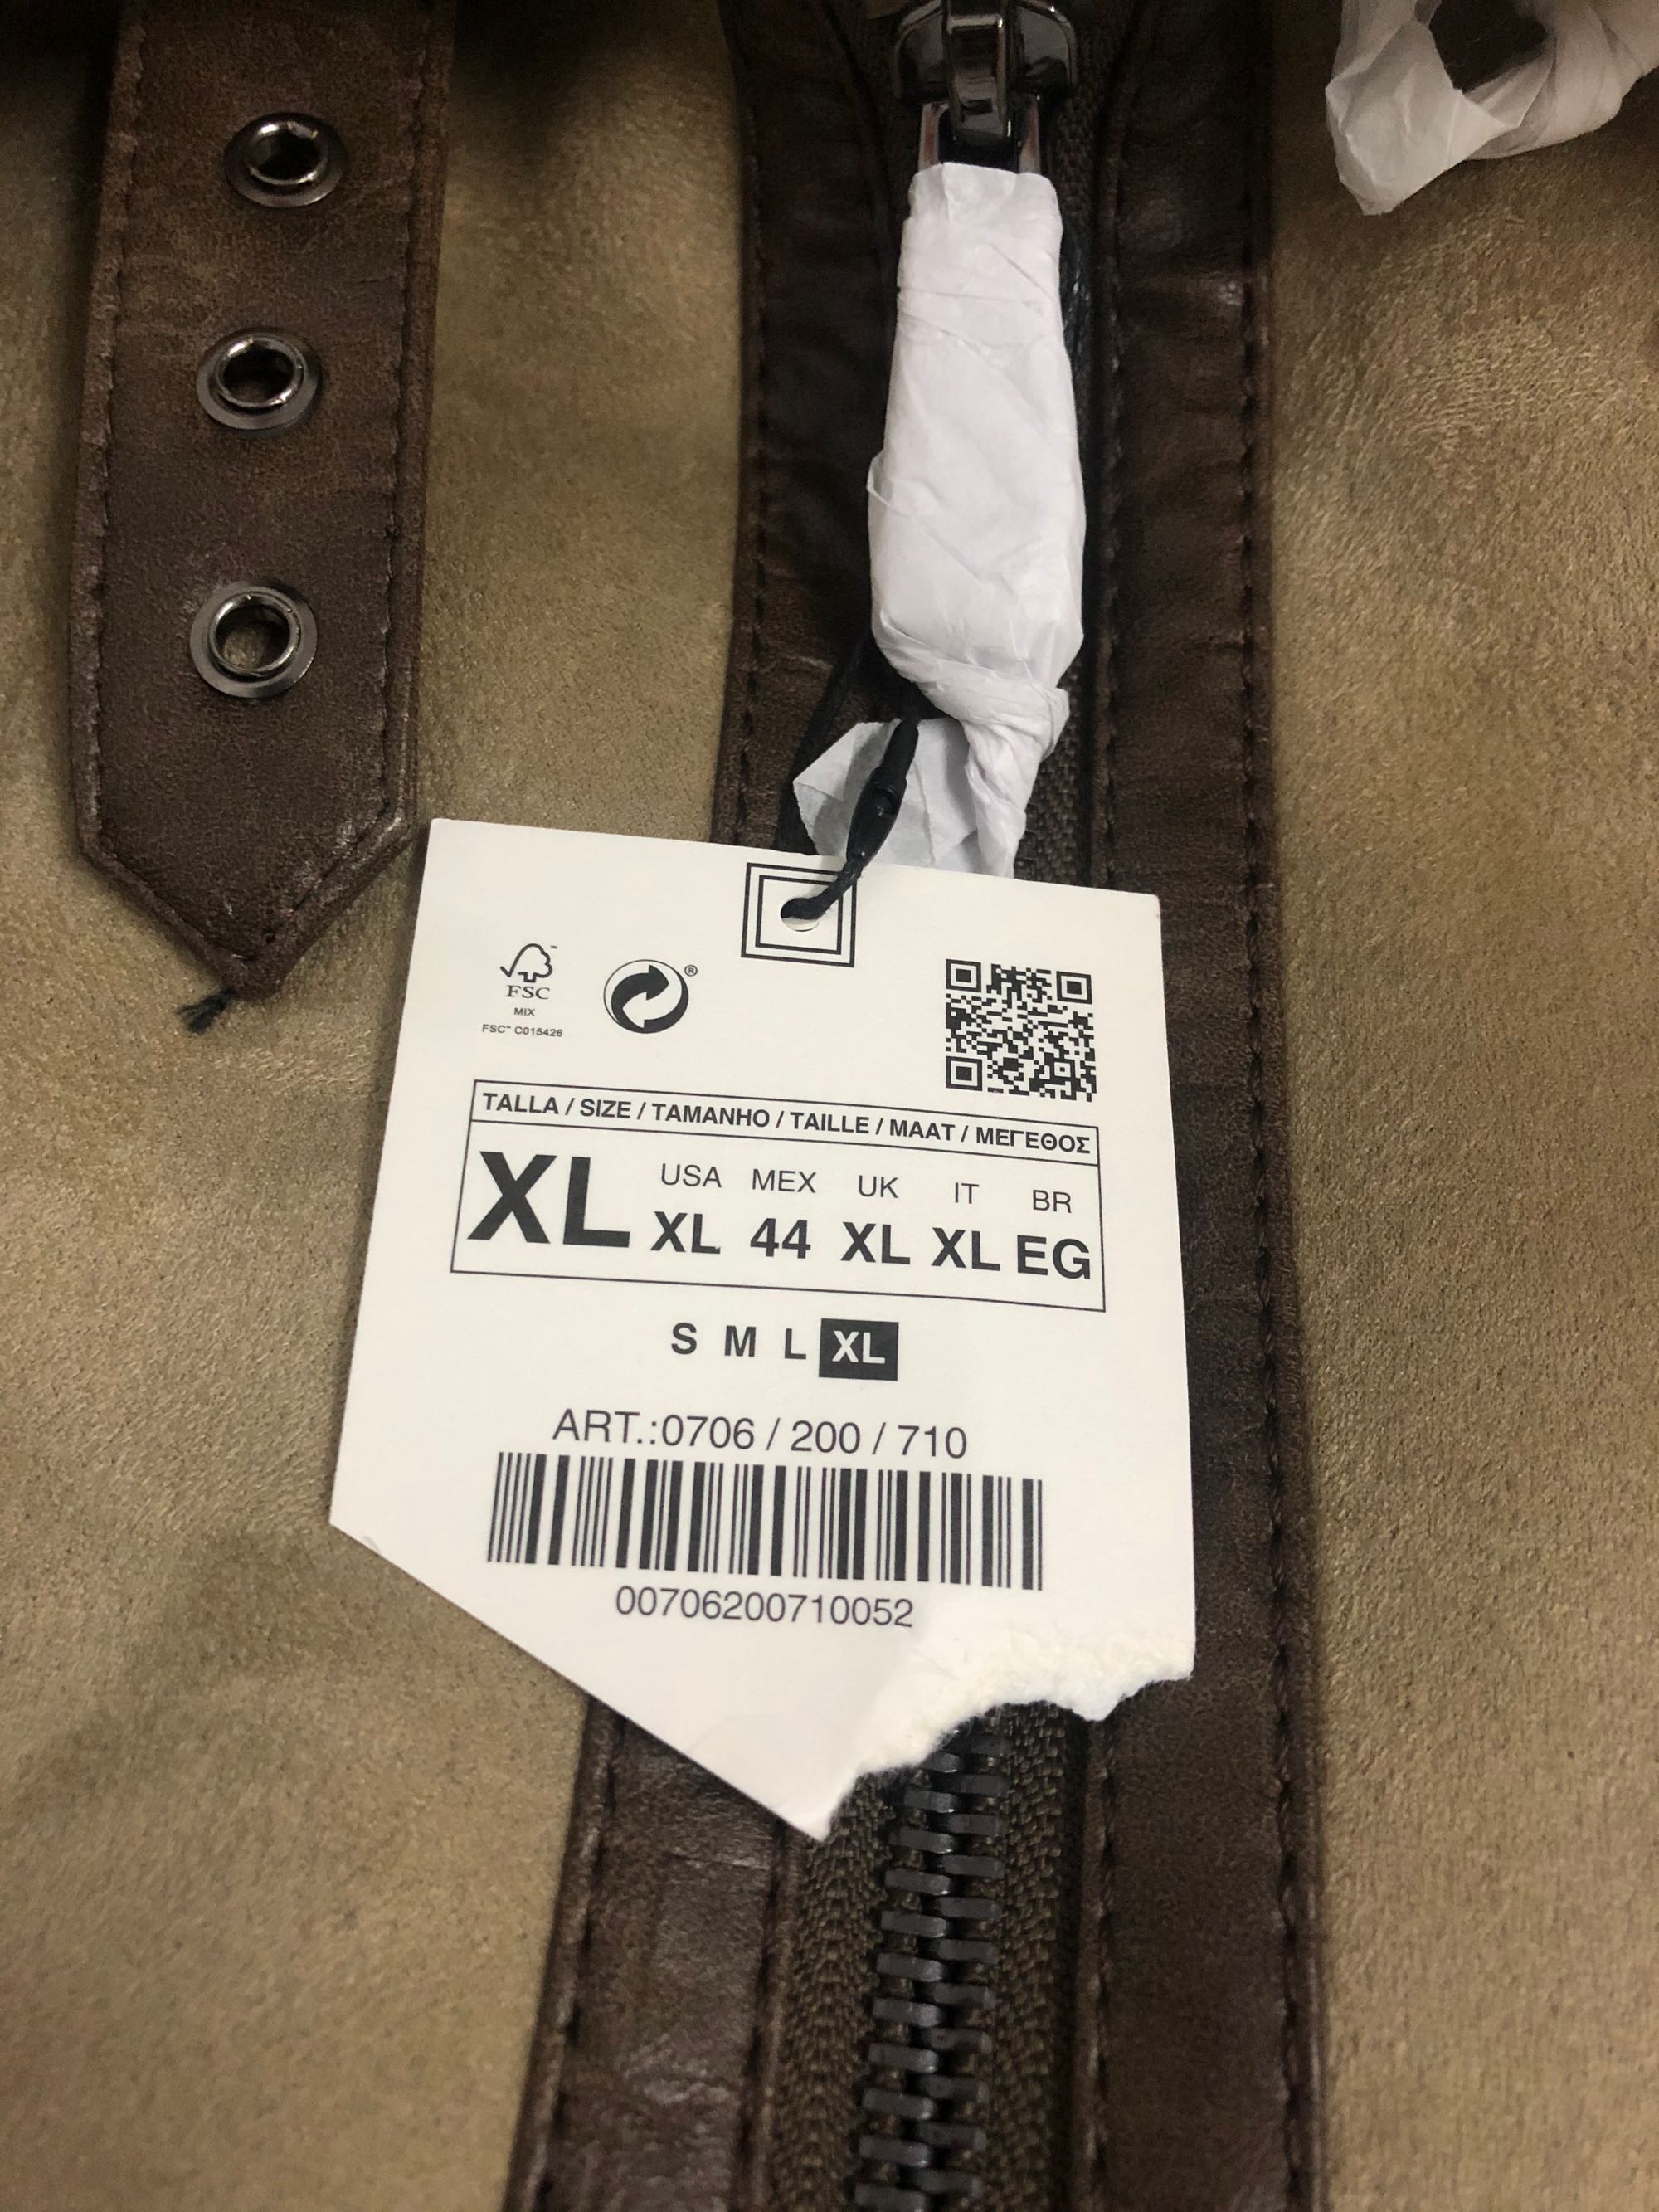 FSC
MIX
FSC™ C015426
TALLA / SIZE / TAMANHO / TAILLE / MAAT / ΜΕΓΕΘΟΣ
XL
USA MEX UK IT BR
XL 44 XL XL EG
S M L XL
ART.:0706 / 200 / 710
00706200710052